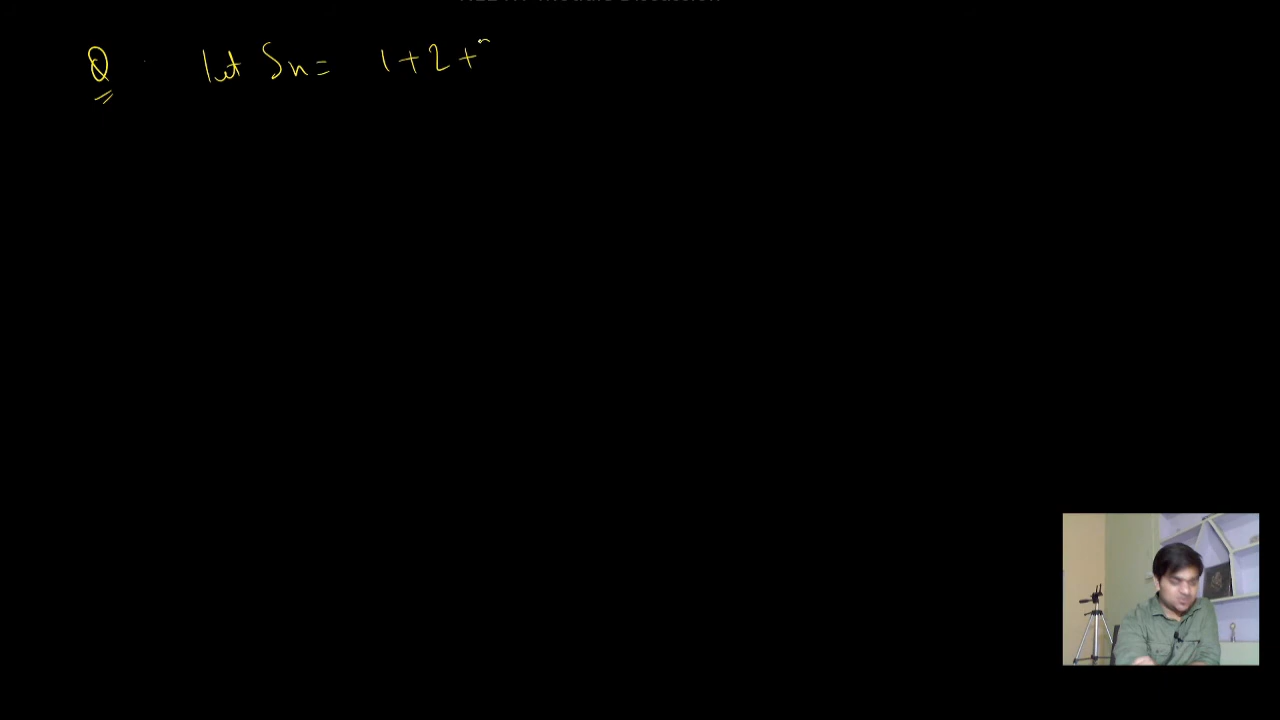 Q let Sn = 1+2+